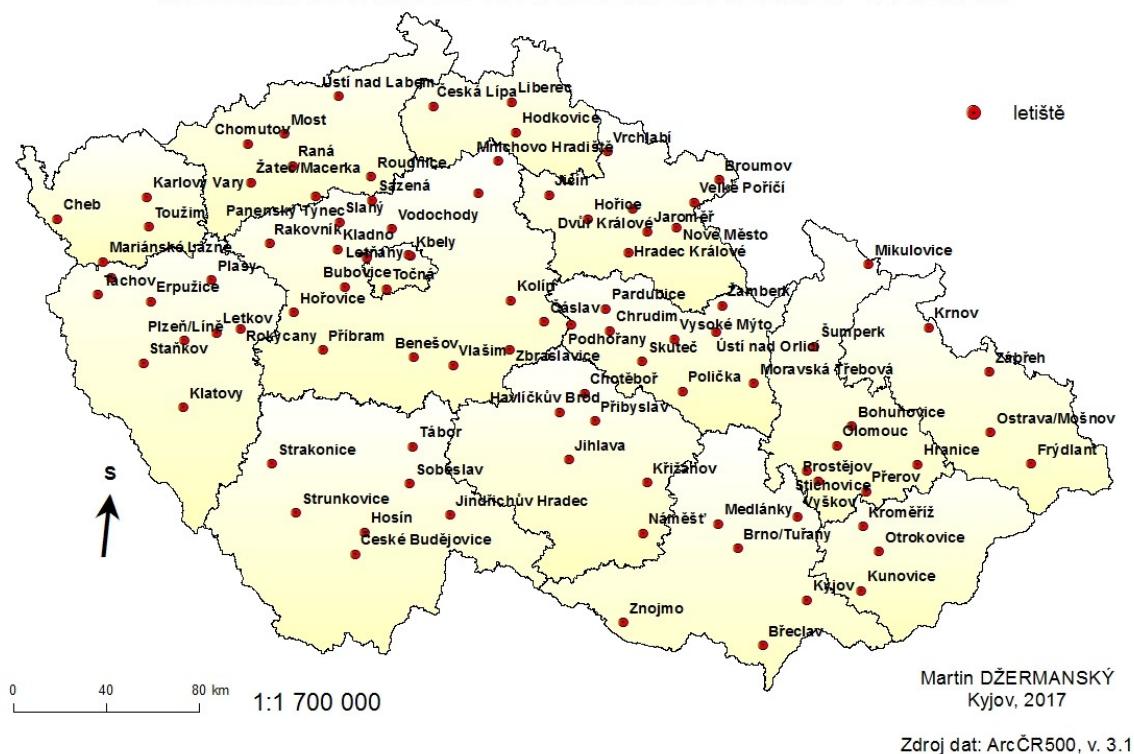 Ústí nad Labem
Česká Lípa
Liberec
letiště
Most
Hodkovice
Chomutov
Vrchlabí
Raná
Mnichovo Hradiště
Žatec/Macerka
Roudnice
Broumov
Karlovy Vary
Sazená
Jičín
Velké Poříčí
Cheb
Toužim
Panenský Týnec
Slaný
Vodochody
Hořice
Dvůr Králové
Jaroměř
Rakovník
Kladno
Nové Město
Mariánské Lázně
Letňany
Kbely
Hradec Králové
Mikulovice
Plasy
Bubovice
Točná
Tachov
Erpužice
Hořovice
Kolín
Pardubice
Žamberk
Čáslav
Chrudim
Krnov
Plzeň/Líně
Letkov
Rokycany
Příbram
Podhořany
Vysoké Mýto
Šumperk
Staňkov
Benešov
Vlašim
Zbraslavice
Skuteč
Ústí nad Orlicí
Zábřeh
Chotěboř
Polička
Moravská Třebová
Klatovy
Havlíčkův Brod
Přibyslav
Bohuňovice
Ostrava/Mošnov
Tábor
Olomouc
Strakonice
Jihlava
Hranice
Frýdlant
Soběslav
Křižanov
Prostějov
Přerov
Stichovice
S
Strunkovice
Jindřichův Hradec
Medlánky
Vyškov
Kroměříž
Hosín
Náměšť
Brno/Tuřany
Otrokovice
České Budějovice
Kunovice
Kyjov
Znojmo
Břeclav
0 40 80 km
1:1 700 000
Martin DŽERMANSKÝ
Kyjov, 2017
Zdroj dat: ArcČR500, v. 3.1